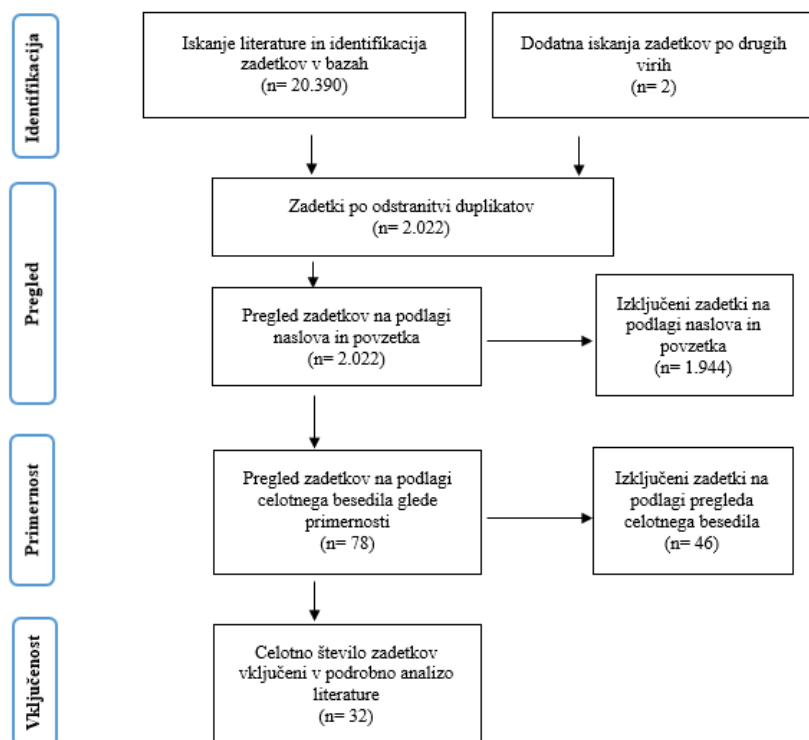 Identifikacija
Iskanje literature in identifikacija
zadetkov v bazah
(n= 20.390)
Dodatna iskanja zadetkov po drugih
virih
(n= 2)
Pregled
Zadetki po odstranitvi duplikatov
(n= 2.022)
Pregled zadetkov na podlagi
naslova in povzetka
(n= 2.022)
Izključeni zadetki na
podlagi naslova in
povzetka
(n= 1.944)
Primernost
Pregled zadetkov na podlagi
celotnega besedila glede
primernosti
(n= 78)
Izključeni zadetki na
podlagi pregleda
celotnega besedila
(n= 46)
Vključenost
Celotno število zadetkov
vključeni v podrobno analizo
literature
(n= 32)